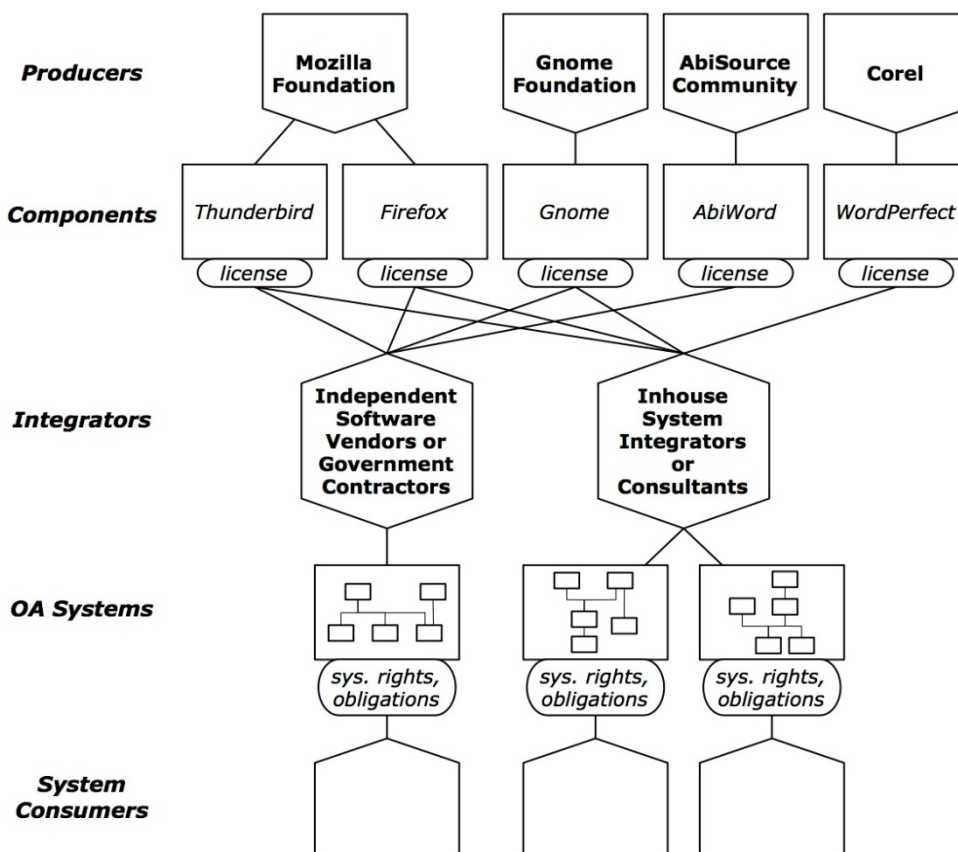 Producers
Mozilla
Foundation
Gnome
Foundation
AbiSource
Community
Corel
Components
Thunderbird
Firefox
Gnome
AbiWord
WordPerfect
license
license
license
license
license
Integrators
Independent
Software
Vendors or
Government
Contractors
Inhouse
System
Integrators
or
Consultants
OA Systems
sys. rights,
obligations
sys. rights,
obligations
sys. rights,
obligations
System
Consumers